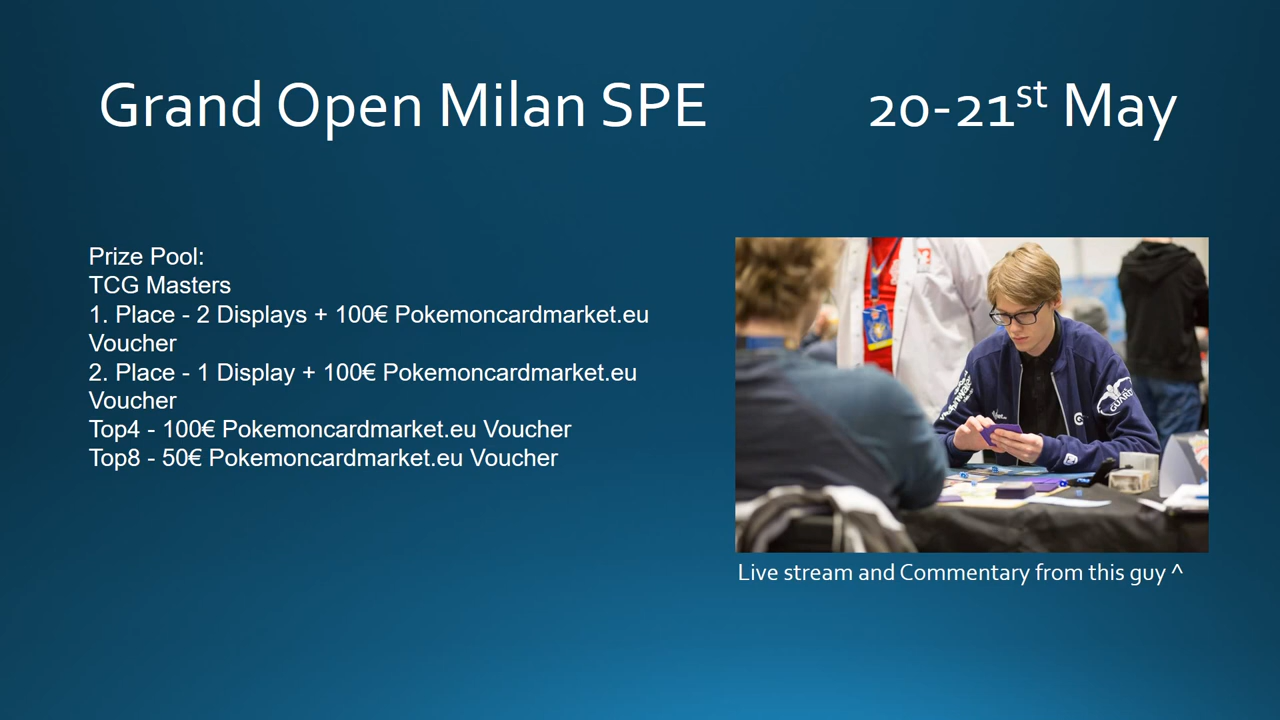 Grand Open Milan SPE 20-21st May
Prize Pool:
TCG Masters
1. Place - 2 Displays + 100€ Pokemoncardmarket.eu
Voucher
2. Place - 1 Display + 100€ Pokemoncardmarket.eu
Voucher
Top4 - 100€ Pokemoncardmarket.eu Voucher
Top8 - 50€ Pokemoncardmarket.eu Voucher
GUARD
Live stream and Commentary from this guy ^